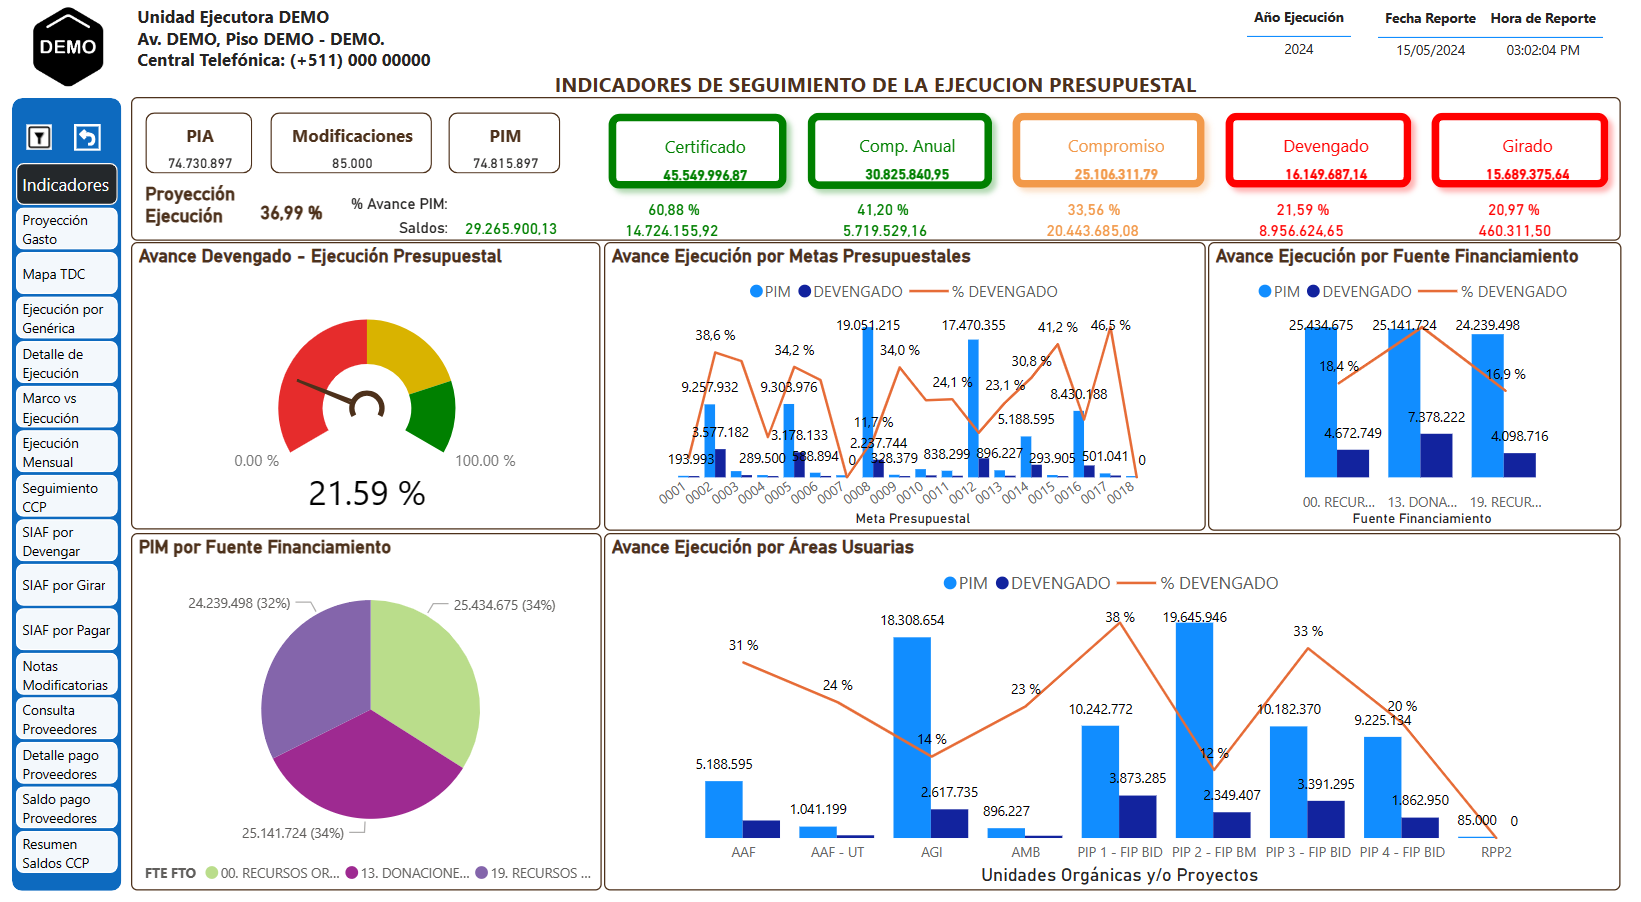 DEMO
Unidad Ejecutora DEMO
Av. DEMO, Piso DEMO - DEMO.
Central Telefónica: (+511) 000 00000
Año Ejecución
2024
Fecha Reporte
15/05/2024
Hora de Reporte
03:02:04 PM
INDICADORES DE SEGUIMIENTO DE LA EJECUCION PRESUPUESTAL
Indicadores
Proyección
Gasto
Mapa TDC
Ejecución por
Genérica
Detalle de
Ejecución
Marco vs
Ejecución
Ejecución
Mensual
Seguimiento
CCP
SIAF por
Devengar
SIAF por Girar
SIAF por Pagar
Notas
Modificatorias
Consulta
Proveedores
Detalle pago
Proveedores
Saldo pago
Proveedores
Resumen
Saldos CCP
PIA
74.730.897
Modificaciones
85.000
PIM
74.815.897
Proyección
Ejecución
36,99 %
% Avance PIM:
Saldos:
29.265.900,13
Certificado
45.549.996,87
60,88 %
14.724.155,92
Comp. Anual
30.825.840,95
41,20 %
5.719.529,16
Compromiso
25.106.311,79
33,56 %
20.443.685,08
Devengado
16.149.687,14
21,59 %
8.956.624,65
Girado
15.689.375,64
20,97 %
460.311,50
Avance Devengado - Ejecución Presupuestal
0.00 %
100.00 %
21.59 %
Avance Ejecución por Metas Presupuestales
PIM DEVENGADO % DEVENGADO
19.051.215
17.470.355
41,2 %
46,5 %
38,6 %
34,2 %
34,0 %
30,8 %
9.257.932
9.303.976
24,1 %
23,1 %
8.430.188
11,7 %
5.188.595
3.577.182
3.178.133
2.237.744
193.993
289.500
588.894
0
328.379
838.299
896.227
293.905
501.041
0
0001 0002 0003 0004 0005 0006 0007 0008 0009 0010 0011 0012 0013 0014 0015 0016 0017 0018
Meta Presupuestal
Avance Ejecución por Fuente Financiamiento
PIM DEVENGADO % DEVENGADO
25.434.675
25.141.724
24.239.498
18,4 %
16,9 %
4.672.749
7.378.222
4.098.716
00. RECUR... 13. DONA... 19. RECUR...
Fuente Financiamiento
PIM por Fuente Financiamiento
24.239.498 (32%)
25.434.675 (34%)
25.141.724 (34%)
FTE FTO 00. RECURSOS OR... 13. DONACIONE... 19. RECURSOS ...
Avance Ejecución por Áreas Usuarias
PIM DEVENGADO % DEVENGADO
18.308.654
38 %
19.645.946
31 %
33 %
24 %
23 %
10.242.772
10.182.370
20 %
9.225.134
14 %
12 %
5.188.595
3.873.285
3.391.295
2.617.735
2.349.407
1.862.950
1.041.199
896.227
85.000
0
AAF AAF - UT AGI AMB PIP 1 - FIP BID PIP 2 - FIP BM PIP 3 - FIP BID PIP 4 - FIP BID RPP2
Unidades Orgánicas y/o Proyectos